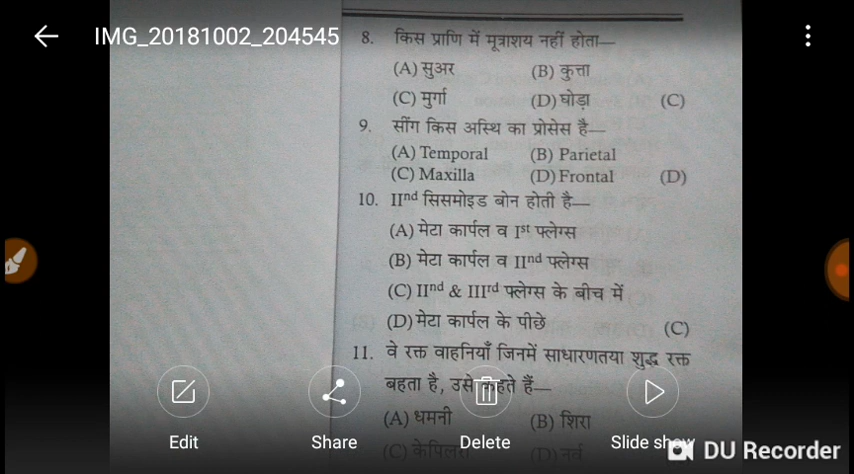 IMG_20181002_204545
8. किस प्राणि में मूत्राशय नहीं होता—
(A) सुअर (B) कुत्ता
(C) मुर्गा (D) घोड़ा (C)
9. सींग किस अस्थि का प्रोसेस है—
(A) Temporal (B) Parietal
(C) Maxilla (D) Frontal (D)
10. IInd सिसमोइड बोन होती है—
(A) मेटा कार्पल व Ist फ्लेग्स
(B) मेटा कार्पल व IInd फ्लेग्स
(C) IInd & IIIrd फ्लेग्स के बीच में
(D) मेटा कार्पल के पीछे (C)
11. वे रक्त वाहनियाँ जिनमें साधारणतया शुद्ध रक्त
बहता है, उसे कहते हैं—
(A) धमनी (B) शिरा
(C) केपिलरी (D) नर्व
Edit Share Delete Slide show
DU Recorder